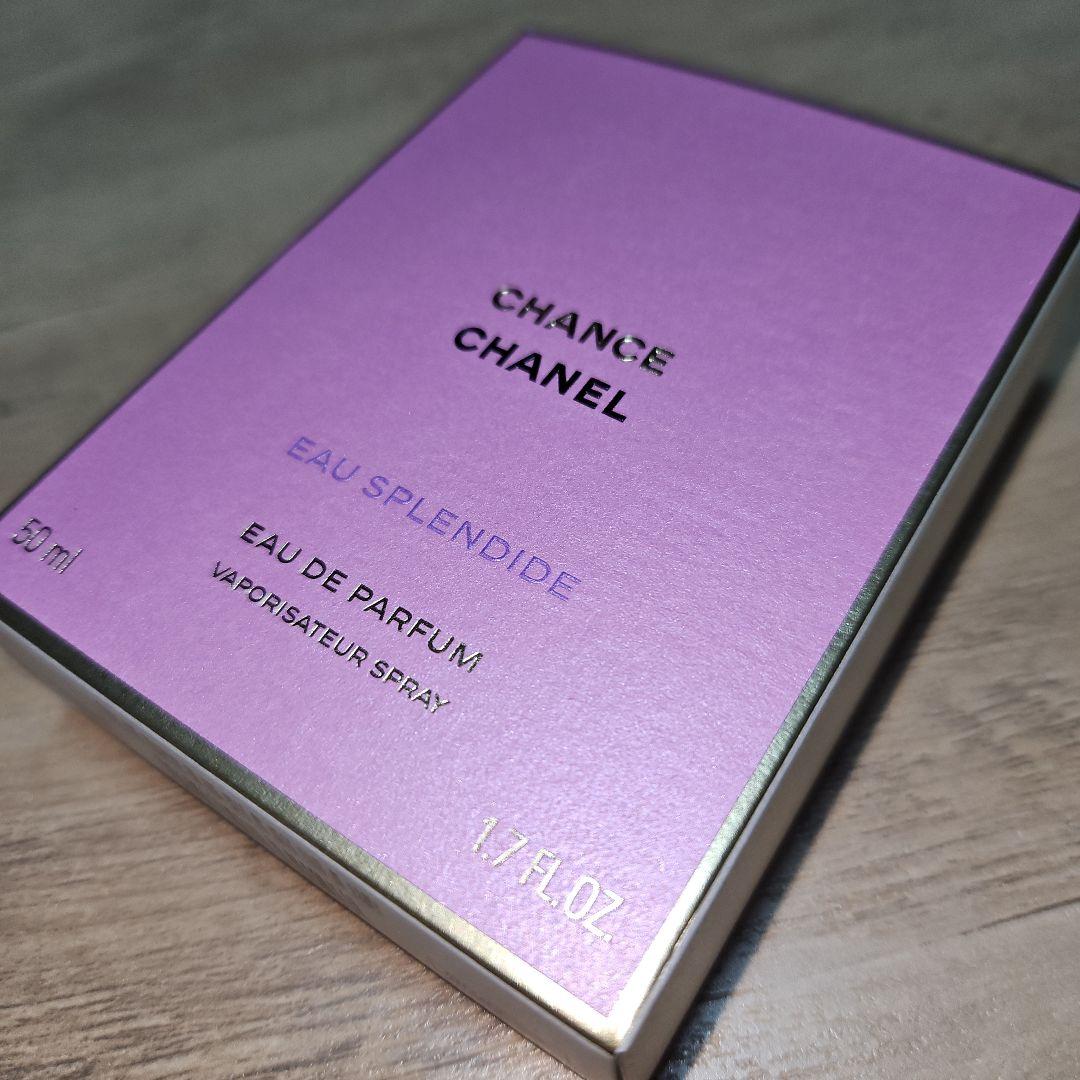 CHANCE
CHANEL
EAU SPLENDIDE
EAU DE PARFUM
VAPORISATEUR SPRAY
50 ml
1.7 FL.OZ.